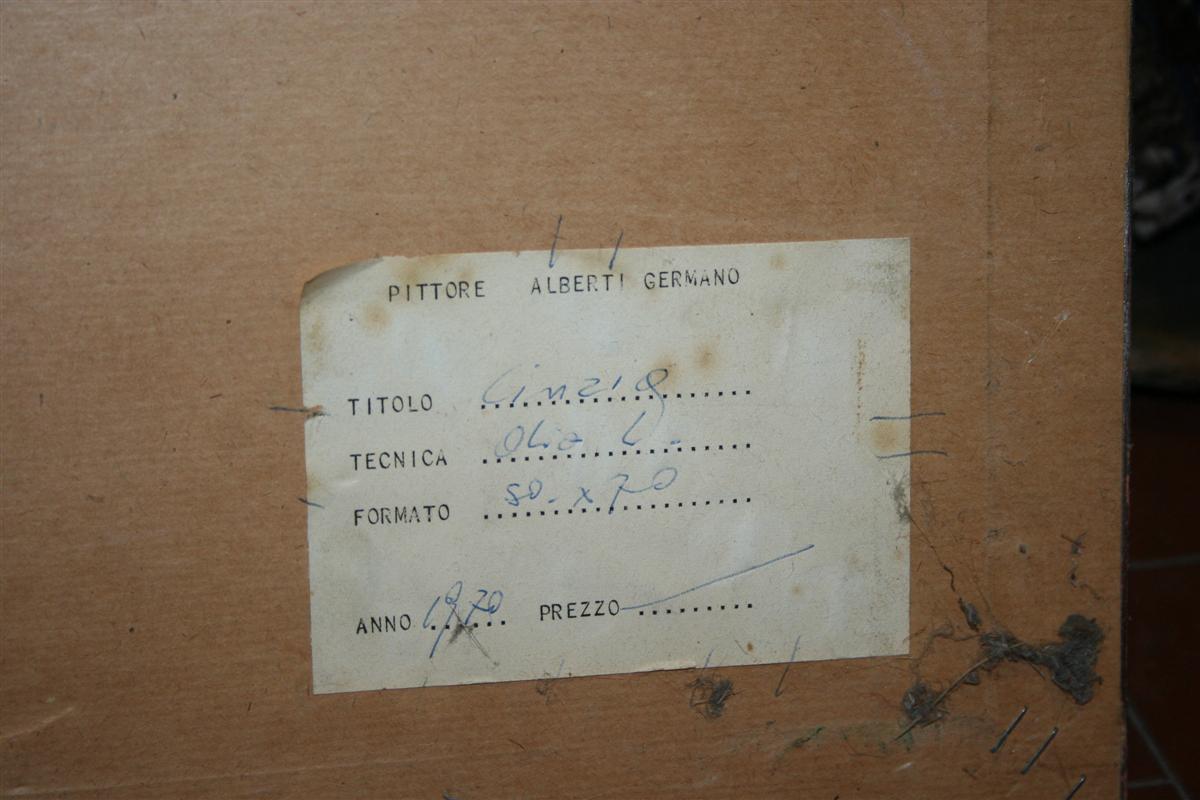 PITTORE ALBERTI GERMANO
TITOLO Cinzia
TECNICA Olio
FORMATO 50 x 70
ANNO 1970 PREZZO